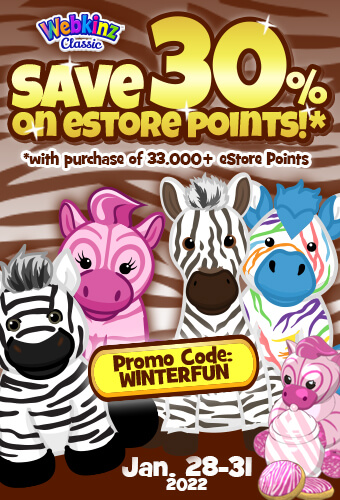 Webkinz
Classic
SAVE 30%
ON eSTORE POINTS!*
*with purchase of 33.000+ eStore Points
Promo Code:
WINTERFUN
Jan. 28-31
2022